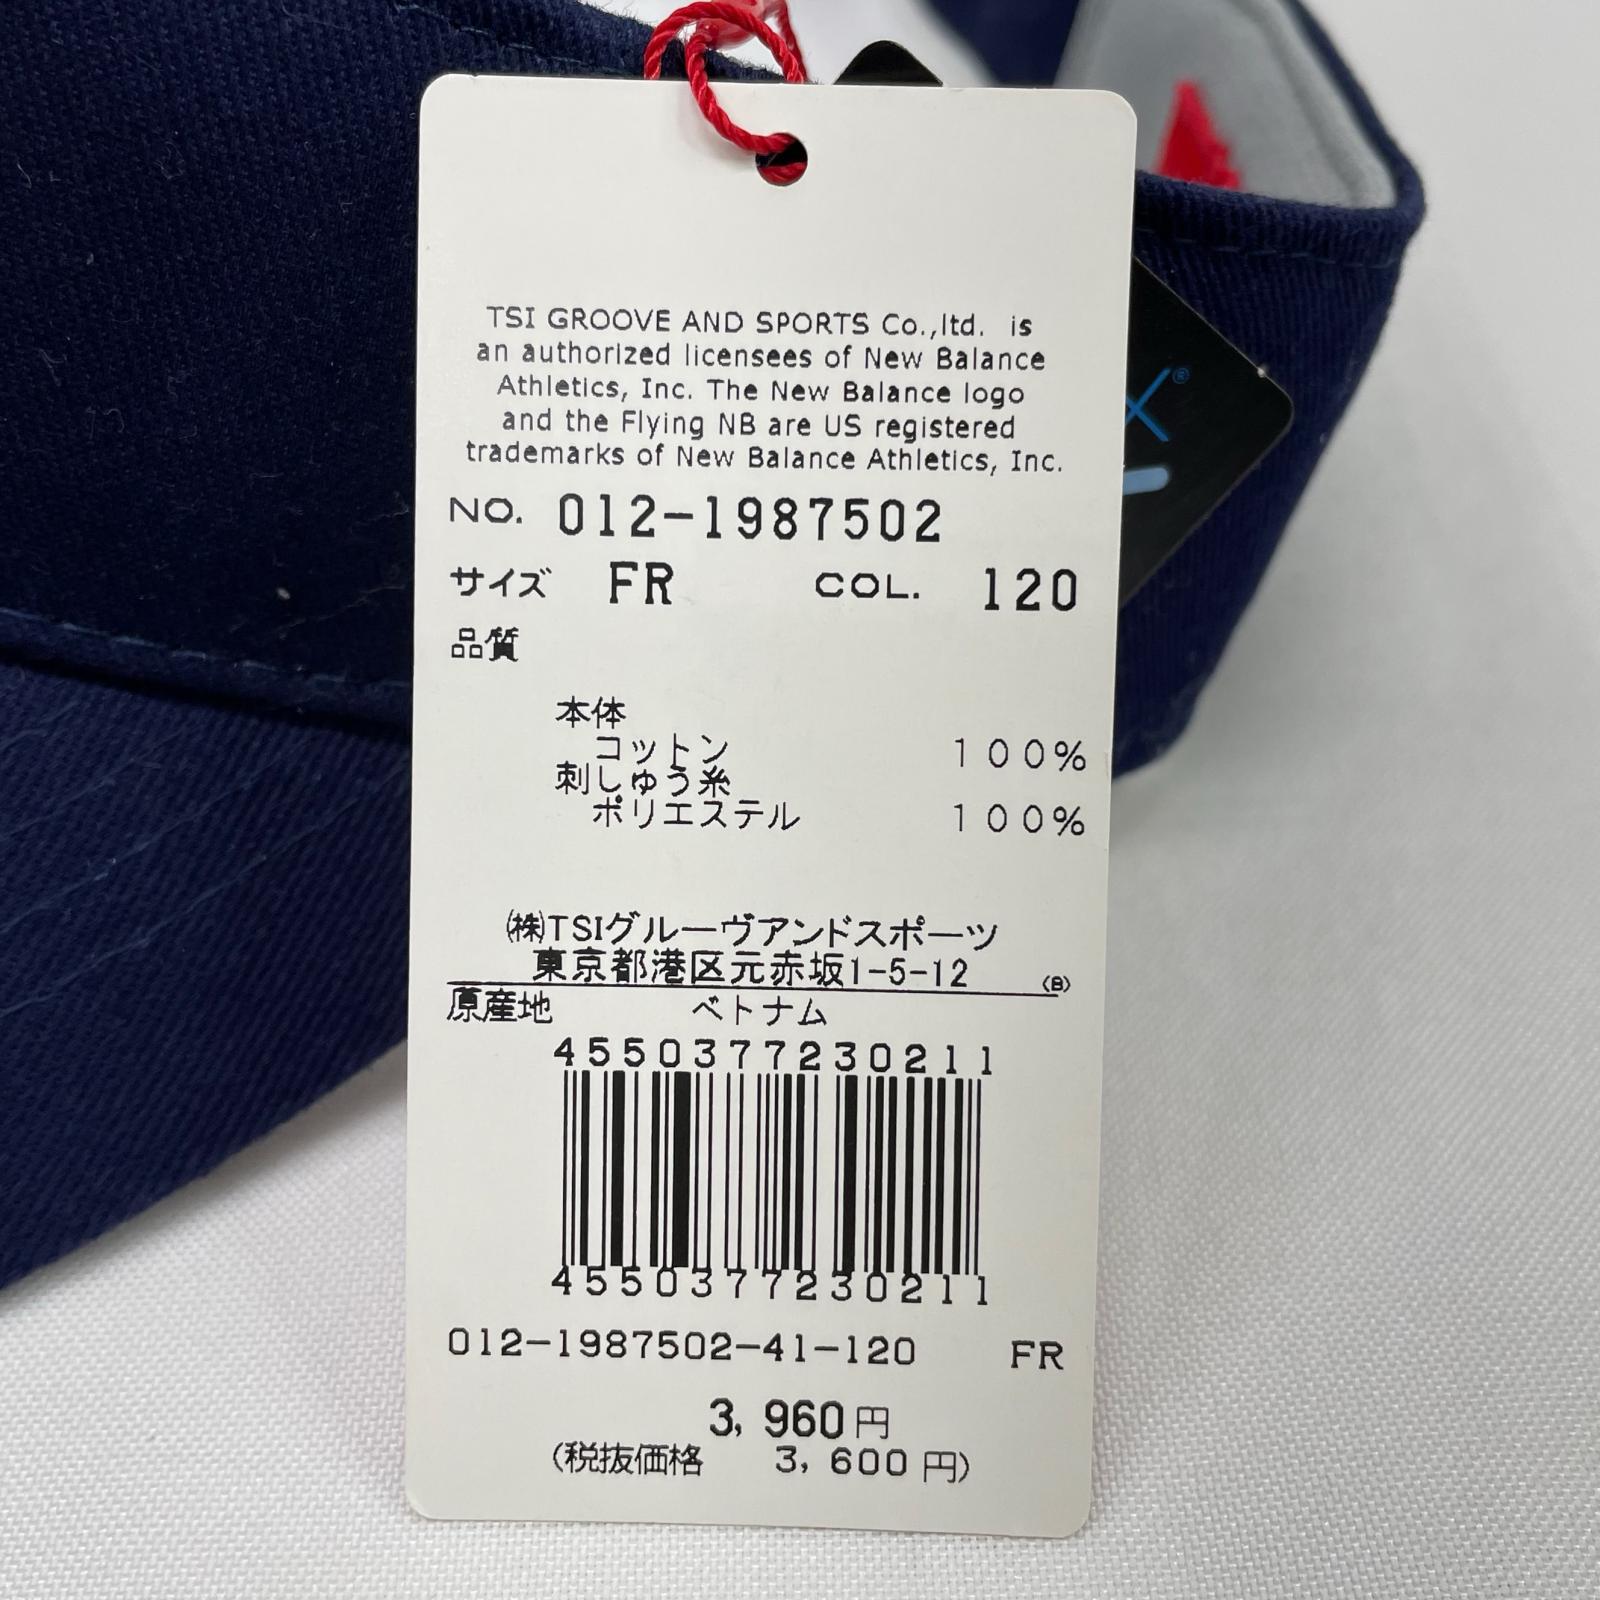 TSI GROOVE AND SPORTS Co.,ltd. is
an authorized licensees of New Balance
Athletics, Inc. The New Balance logo
and the Flying NB are US registered
trademarks of New Balance Athletics, Inc.
NO. 012-1987502
サイズ FR COL. 120
品質
本体
コットン 100%
刺しゅう糸
ポリエステル 100%
㈱TSIグルーヴアンドスポーツ
東京都港区元赤坂1-5-12 (B)
原産地 ベトナム
4550377230211
4550377230211
012-1987502-41-120 FR
3,960円
(税抜価格 3,600円)
X®